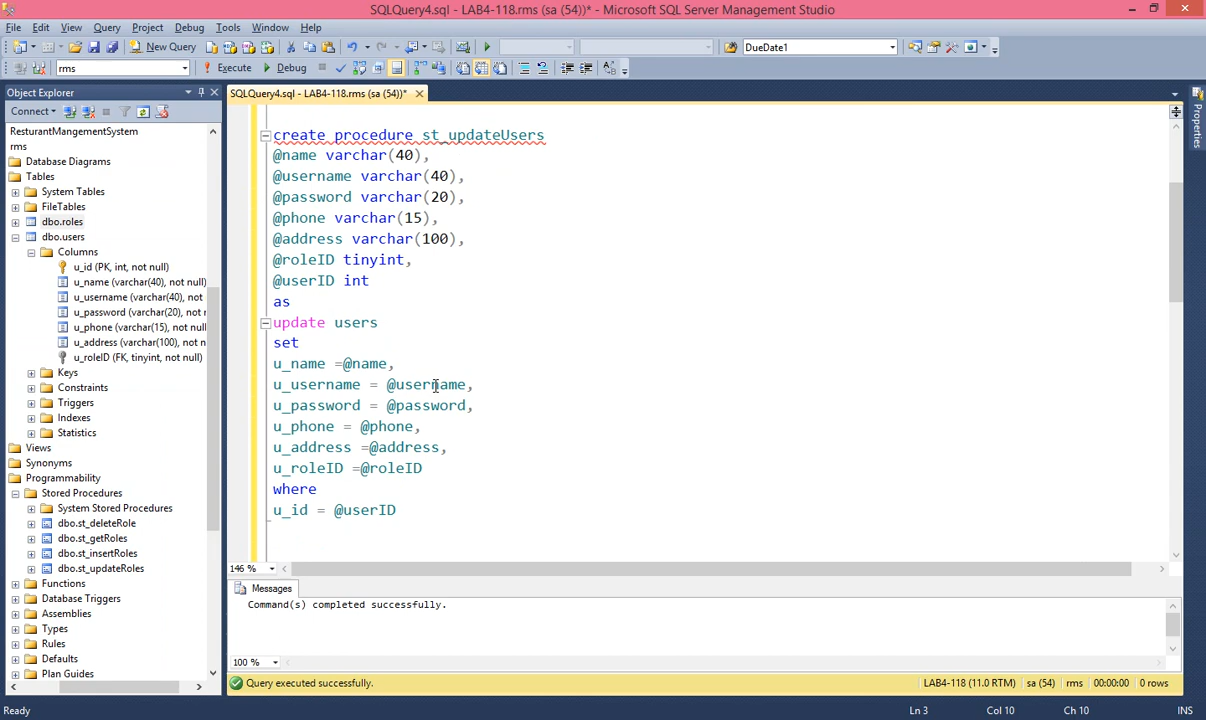 SQLQuery4.sql - LAB4-118.rms (sa (54))* - Microsoft SQL Server Management Studio
File Edit View Query Project Debug Tools Window Help
New Query DueDate1
rms Execute Debug
Object Explorer
Connect
ResturantMangementSystem
rms
Database Diagrams
Tables
System Tables
FileTables
dbo.roles
dbo.users
Columns
u_id (PK, int, not null)
u_name (varchar(40), not null)
u_username (varchar(40), not
u_password (varchar(20), not
u_phone (varchar(15), not null
u_address (varchar(100), not
u_roleID (FK, tinyint, not null)
Keys
Constraints
Triggers
Indexes
Statistics
Views
Synonyms
Programmability
Stored Procedures
System Stored Procedures
dbo.st_deleteRole
dbo.st_getRoles
dbo.st_insertRoles
dbo.st_updateRoles
Functions
Database Triggers
Assemblies
Types
Rules
Defaults
Plan Guides
SQLQuery4.sql - LAB4-118.rms (sa (54))*
create procedure st_updateUsers
@name varchar(40),
@username varchar(40),
@password varchar(20),
@phone varchar(15),
@address varchar(100),
@roleID tinyint,
@userID int
as
update users
set
u_name =@name,
u_username = @username,
u_password = @password,
u_phone = @phone,
u_address =@address,
u_roleID =@roleID
where
u_id = @userID
146 %
Messages
Command(s) completed successfully.
100 %
Query executed successfully. LAB4-118 (11.0 RTM) sa (54) rms 00:00:00 0 rows
Properties
Ready Ln 3 Col 10 Ch 10 INS